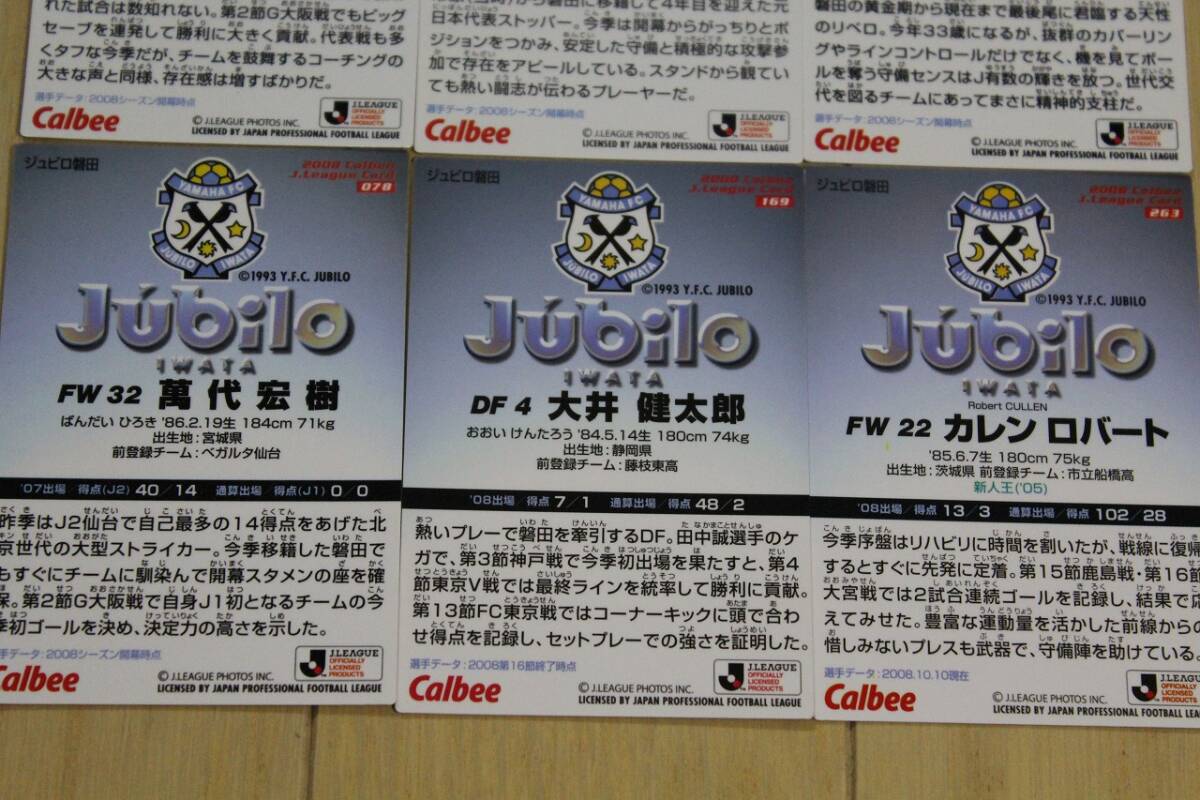 れた試合は数知れない。第2節G大阪戦でもビッグ
セーブを連発して勝利に大きく貢献。代表戦も多
くタフな今季だが、チームを鼓舞するコーチングの
大きな声と同様、存在感は増すばかりだ。
選手データ:2008シーズン開幕時点
Calbee
J.LEAGUE
OFFICIALLY
LICENSED
PRODUCTS
© J.LEAGUE PHOTOS INC.
LICENSED BY JAPAN PROFESSIONAL FOOTBALL LEAGUE
から磐田に移籍して4年目を迎えた元
日本代表ストッパー。今季は開幕からがっちりとポ
ジションをつかみ、安定した守備と積極的な攻撃参
加で存在をアピールしている。スタンドから観てい
ても熱い闘志が伝わるプレーヤーだ。
選手データ:2008シーズン開幕時点
Calbee
J.LEAGUE
OFFICIALLY
LICENSED
PRODUCTS
© J.LEAGUE PHOTOS INC.
LICENSED BY JAPAN PROFESSIONAL FOOTBALL LEAGUE
磐田の黄金期から現在まで最後尾に君臨する天性
のリベロ。今年33歳になるが、抜群のカバーリン
グやラインコントロールだけでなく、機を見てボー
ルを奪う守備センスはJ有数の輝きを放つ。世代交
代を図るチームにあってまさに精神的支柱だ。
選手データ:2008シーズン開幕時点
Calbee
J.LEAGUE
OFFICIALLY
LICENSED
PRODUCTS
© J.LEAGUE PHOTOS INC.
LICENSED BY JAPAN PROFESSIONAL FOOTBALL LEAGUE
ジュビロ磐田
2008 Calbee
J.League Card
078
YAMAHA FC
JUBILO IWATA
©1993 Y.F.C. JUBILO
Júbilo
IWATA
FW 32 萬代宏樹
ばんだい ひろき '86.2.19生 184cm 71kg
出生地:宮城県
前登録チーム:ベガルタ仙台
'07出場/得点(J2) 40/14 通算出場/得点(J1) 0/0
昨季はJ2仙台で自己最多の14得点をあげた北
京世代の大型ストライカー。今季移籍した磐田で
もすぐにチームに馴染んで開幕スタメンの座を確
保。第2節G大阪戦で自身J1初となるチームの今
季初ゴールを決め、決定力の高さを示した。
選手データ:2008シーズン開幕時点
Calbee
J.LEAGUE
OFFICIALLY
LICENSED
PRODUCTS
© J.LEAGUE PHOTOS INC.
LICENSED BY JAPAN PROFESSIONAL FOOTBALL LEAGUE
ジュビロ磐田
2008 Calbee
J.League Card
169
YAMAHA FC
JUBILO IWATA
©1993 Y.F.C. JUBILO
Júbilo
IWATA
DF 4 大井 健太郎
おおい けんたろう '84.5.14生 180cm 74kg
出生地:静岡県
前登録チーム:藤枝東高
'08出場/得点 7/1 通算出場/得点 48/2
熱いプレーで磐田を牽引するDF。田中誠選手のケ
ガで、第3節神戸戦で今季初出場を果たすと、第4
節東京V戦では最終ラインを統率して勝利に貢献。
第13節FC東京戦ではコーナーキックに頭で合わ
せ得点を記録し、セットプレーでの強さを証明した。
選手データ:2008第16節終了時点
Calbee
J.LEAGUE
OFFICIALLY
LICENSED
PRODUCTS
© J.LEAGUE PHOTOS INC.
LICENSED BY JAPAN PROFESSIONAL FOOTBALL LEAGUE
ジュビロ磐田
2008 Calbee
J.League Card
263
YAMAHA FC
JUBILO IWATA
©1993 Y.F.C. JUBILO
Júbilo
IWATA
Robert CULLEN
FW 22 カレン ロバート
'85.6.7生 180cm 75kg
出生地:茨城県 前登録チーム:市立船橋高
新人王('05)
'08出場/得点 13/3 通算出場/得点 102/28
今季序盤はリハビリに時間を割いたが、戦線に復帰
するとすぐに先発に定着。第15節鹿島戦・第16節
大宮戦では2試合連続ゴールを記録し、結果で応
えてみせた。豊富な運動量を活かした前線からの
惜しみないプレスも武器で、守備陣を助けている。
選手データ:2008.10.10現在
Calbee
J.LEAGUE
OFFICIALLY
LICENSED
PRODUCTS
© J.LEAGUE PHOTOS INC.
LICENSED BY JAPAN PROFESSIONAL FOOTBALL LEAGUE